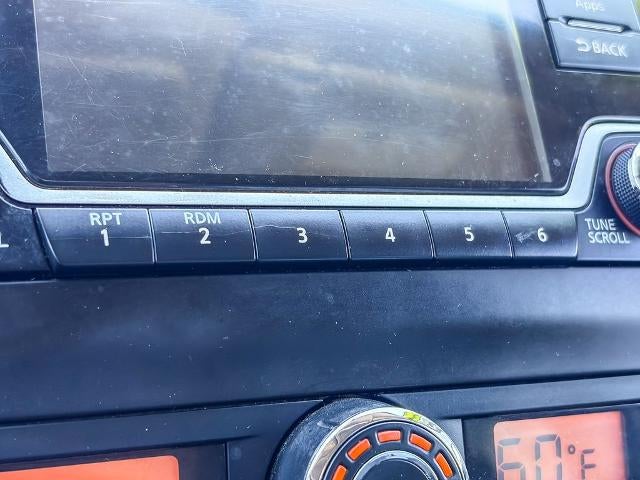 Apps
BACK
RPT RDM
1 2 3 4 5 6
TUNE
SCROLL
60°F